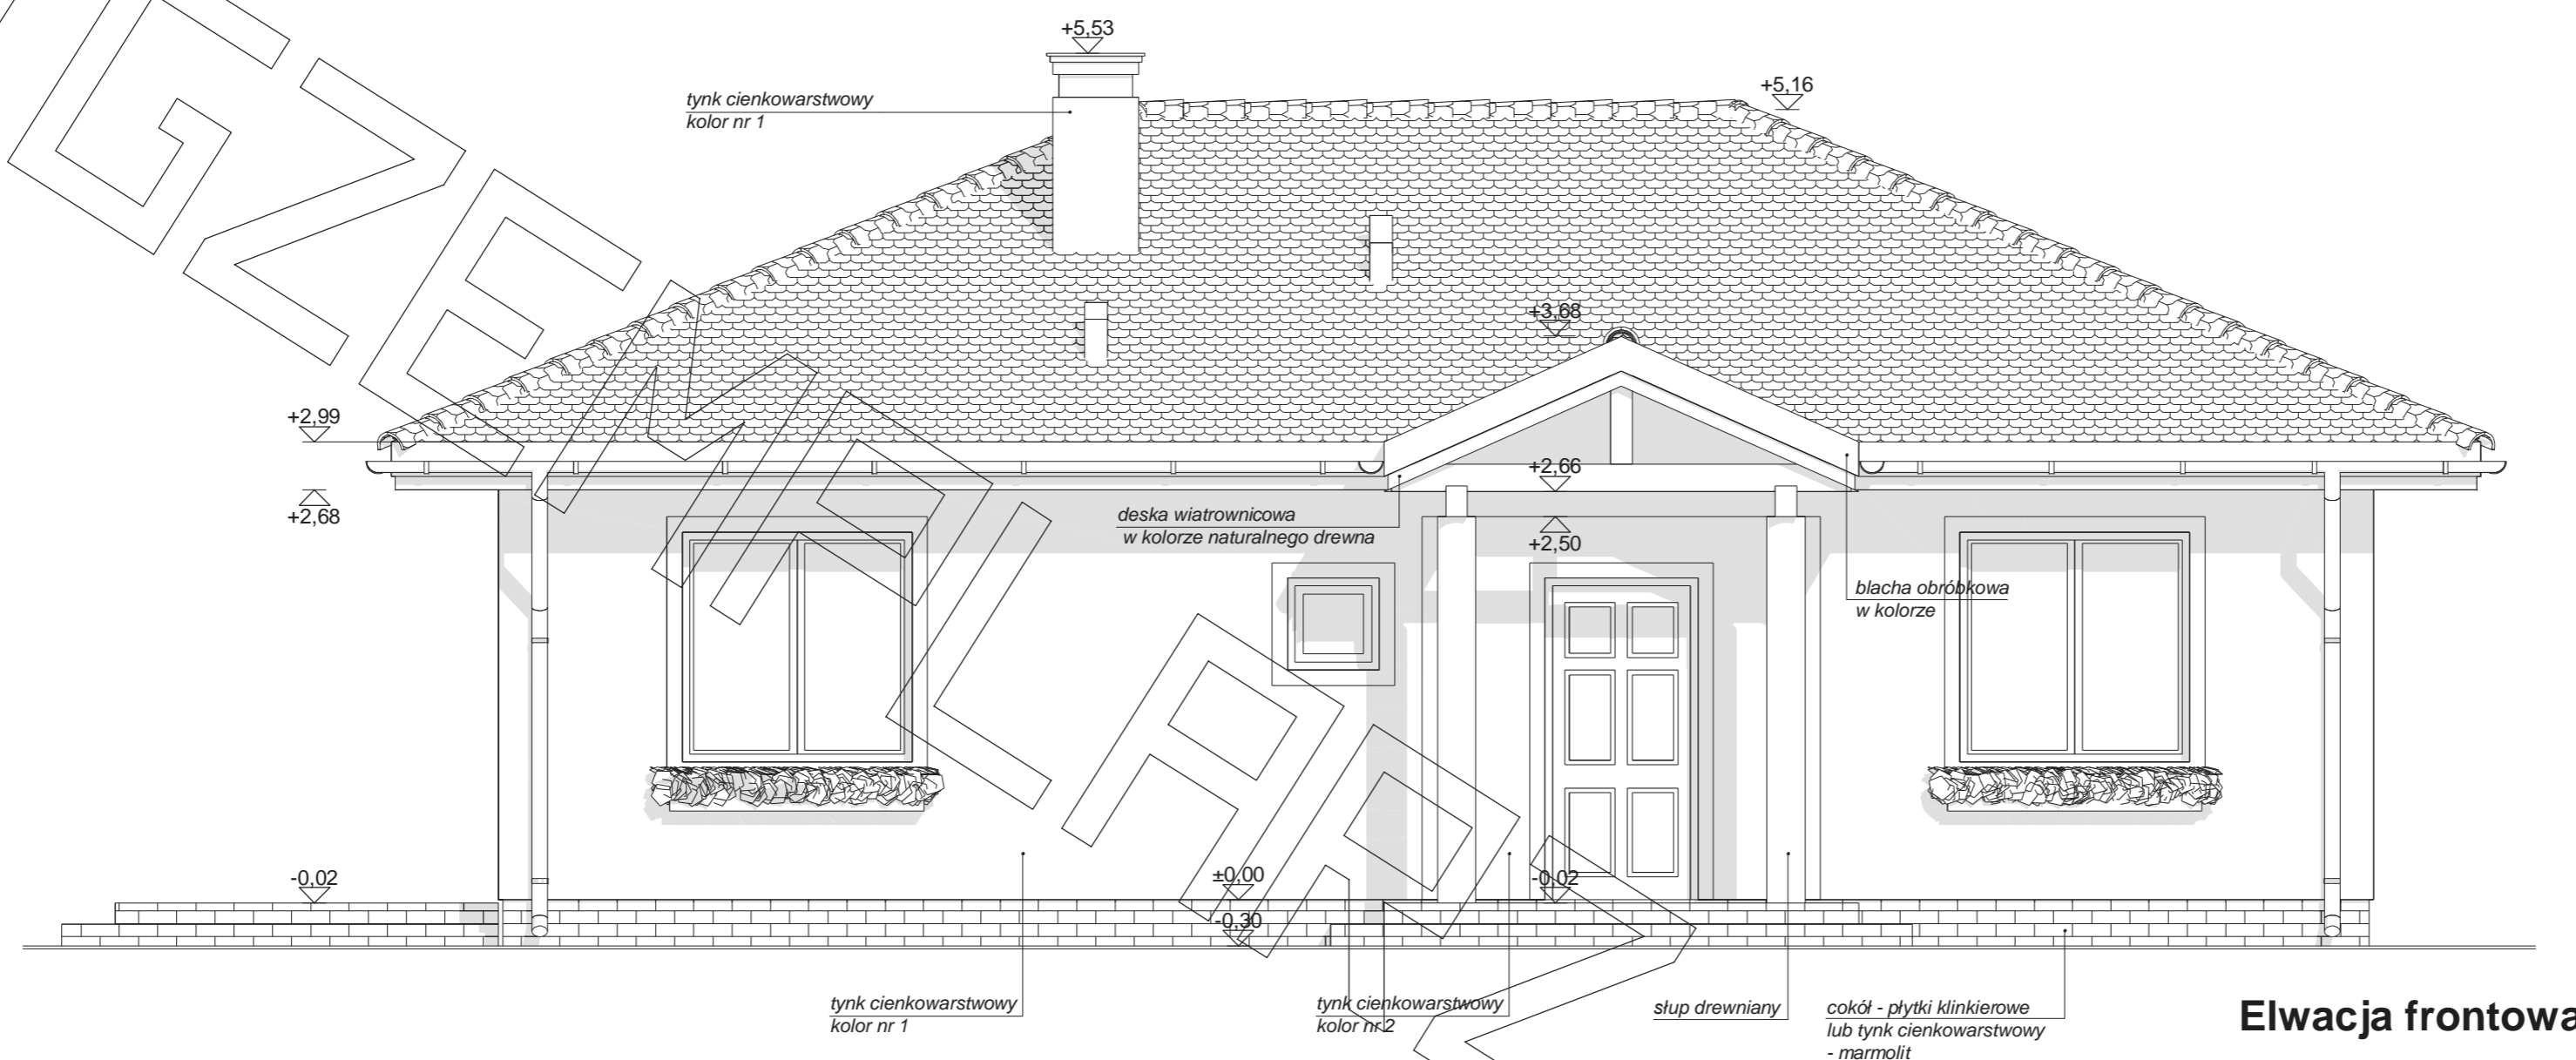 +5,53
+5,16
tynk cienkowarstwowy
kolor nr 1
+3,68
+2,99
+2,66
+2,68
deska wiatrownicowa
w kolorze naturalnego drewna
+2,50
blacha obróbkowa
w kolorze
-0,02
±0,00
-0,02
-0,30
tynk cienkowarstwowy
kolor nr 1
tynk cienkowarstwowy
kolor nr 2
słup drewniany
cokół - płytki klinkierowe
lub tynk cienkowarstwowy
- marmolit
Elwacja frontowa